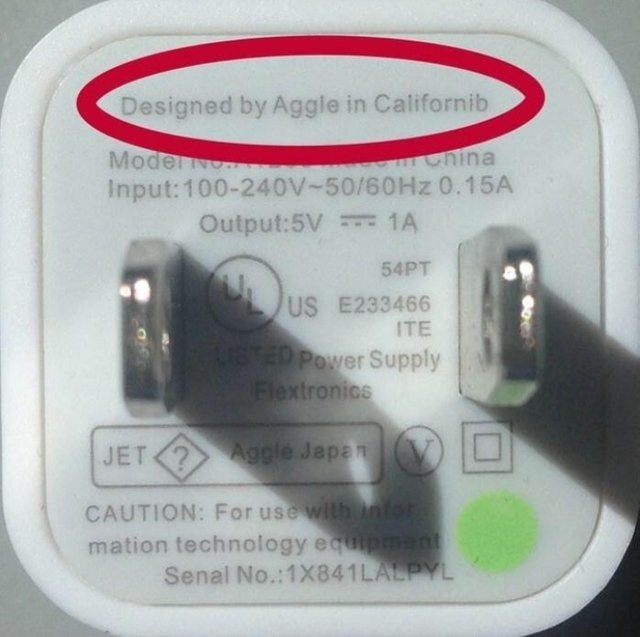 Designed by Aggle in Californib
Model No. Made in China
Input:100-240V~50/60Hz 0.15A
Output:5V 1A
UL US
54PT
E233466
ITE
LISTED Power Supply
Flextronics
JET ? Aggle Japan V
CAUTION: For use with infor
mation technology equipment
Senal No.:1X841LALPYL